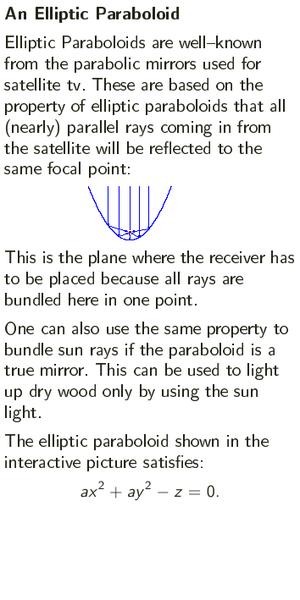 An Elliptic Paraboloid
Elliptic Paraboloids are well–known
from the parabolic mirrors used for
satellite tv. These are based on the
property of elliptic paraboloids that all
(nearly) parallel rays coming in from
the satellite will be reflected to the
same focal point:
This is the plane where the receiver has
to be placed because all rays are
bundled here in one point.
One can also use the same property to
bundle sun rays if the paraboloid is a
true mirror. This can be used to light
up dry wood only by using the sun
light.
The elliptic paraboloid shown in the
interactive picture satisfies:
ax² + ay² − z = 0.